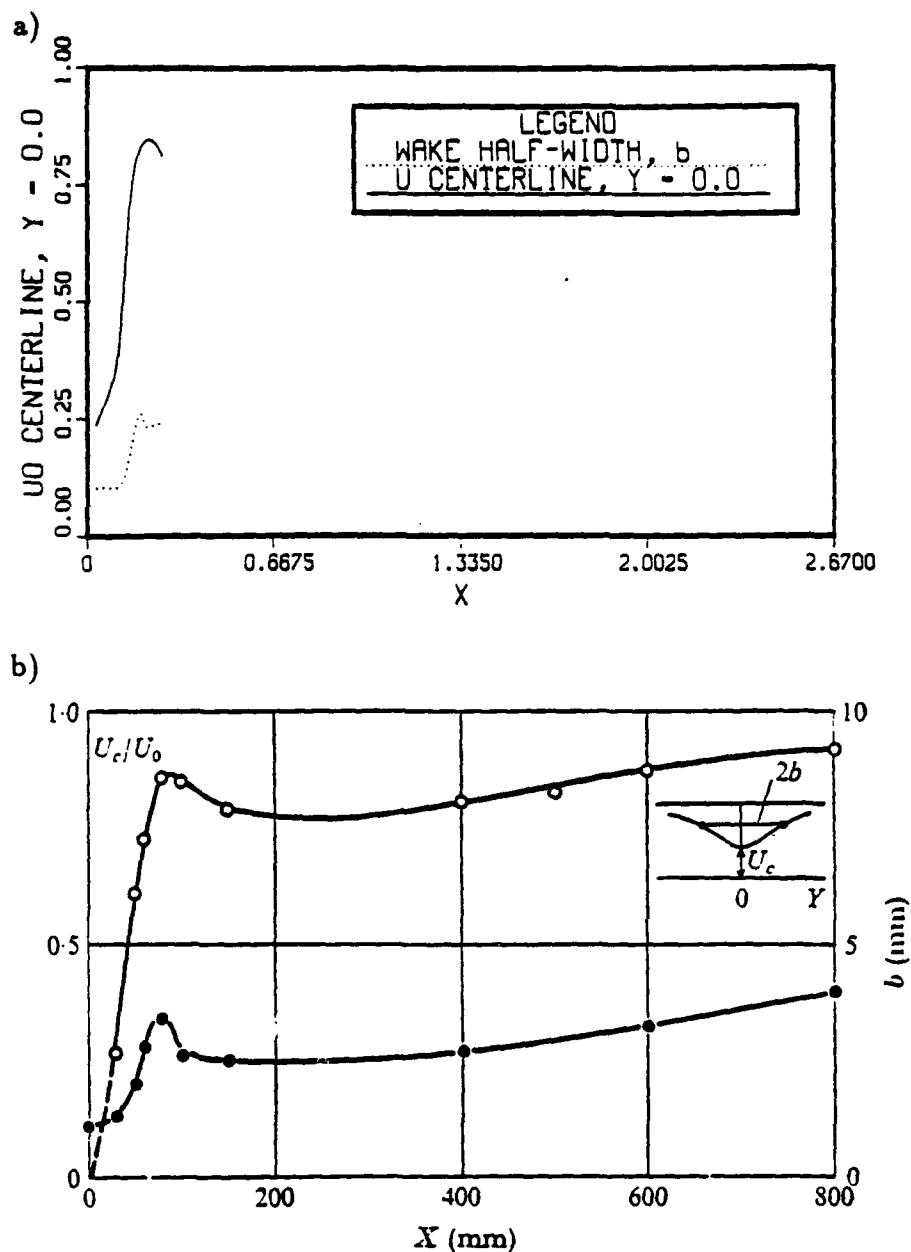 a)
UO CENTERLINE, Y - 0.0
1.00
0.75
0.50
0.25
0.00
LEGEND
WAKE HALF-WIDTH, b
U CENTERLINE, Y - 0.0
0
0.6675
1.3350
2.0025
2.6700
X
b)
1·0
0·5
0
U_c/U_0
2b
U_c
0
Y
10
5
0
b (mm)
0
200
400
600
800
X (mm)